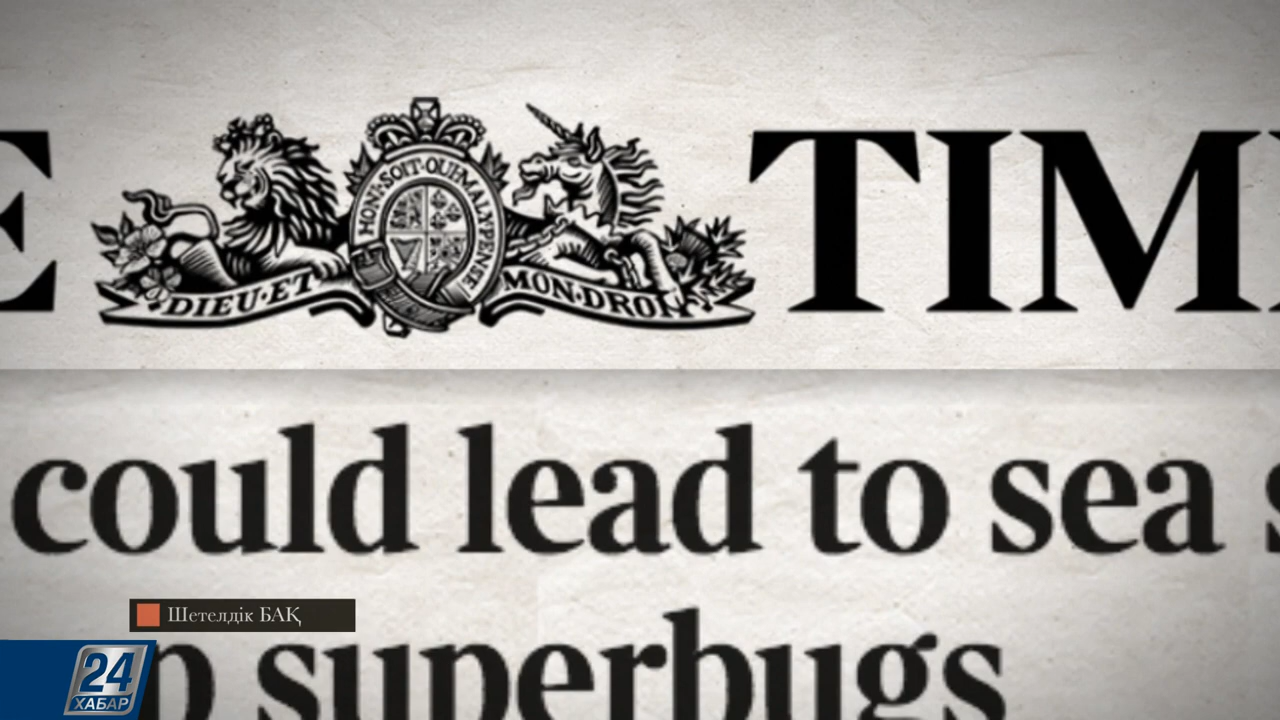 E TIM
HONI·SOIT·QUI·MAL·Y·PENSE
DIEU·ET MON·DROIT
could lead to sea s
p superbugs
Шетелдік БАҚ
24
ХАБАР